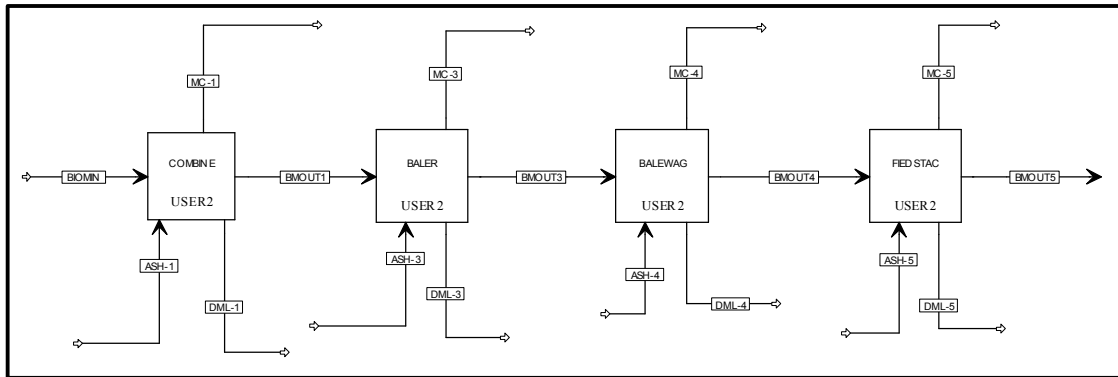 MC-1
MC-3
MC-4
MC-5
COMBINE
USER2
BALER
USER 2
BALEWAG
USER 2
FIEDSTAC
USER 2
BIOMIN
BMOUT1
BMOUT3
BMOUT4
BMOUT5
ASH-1
ASH-3
ASH-4
ASH-5
DML-1
DML-3
DML-4
DML-5